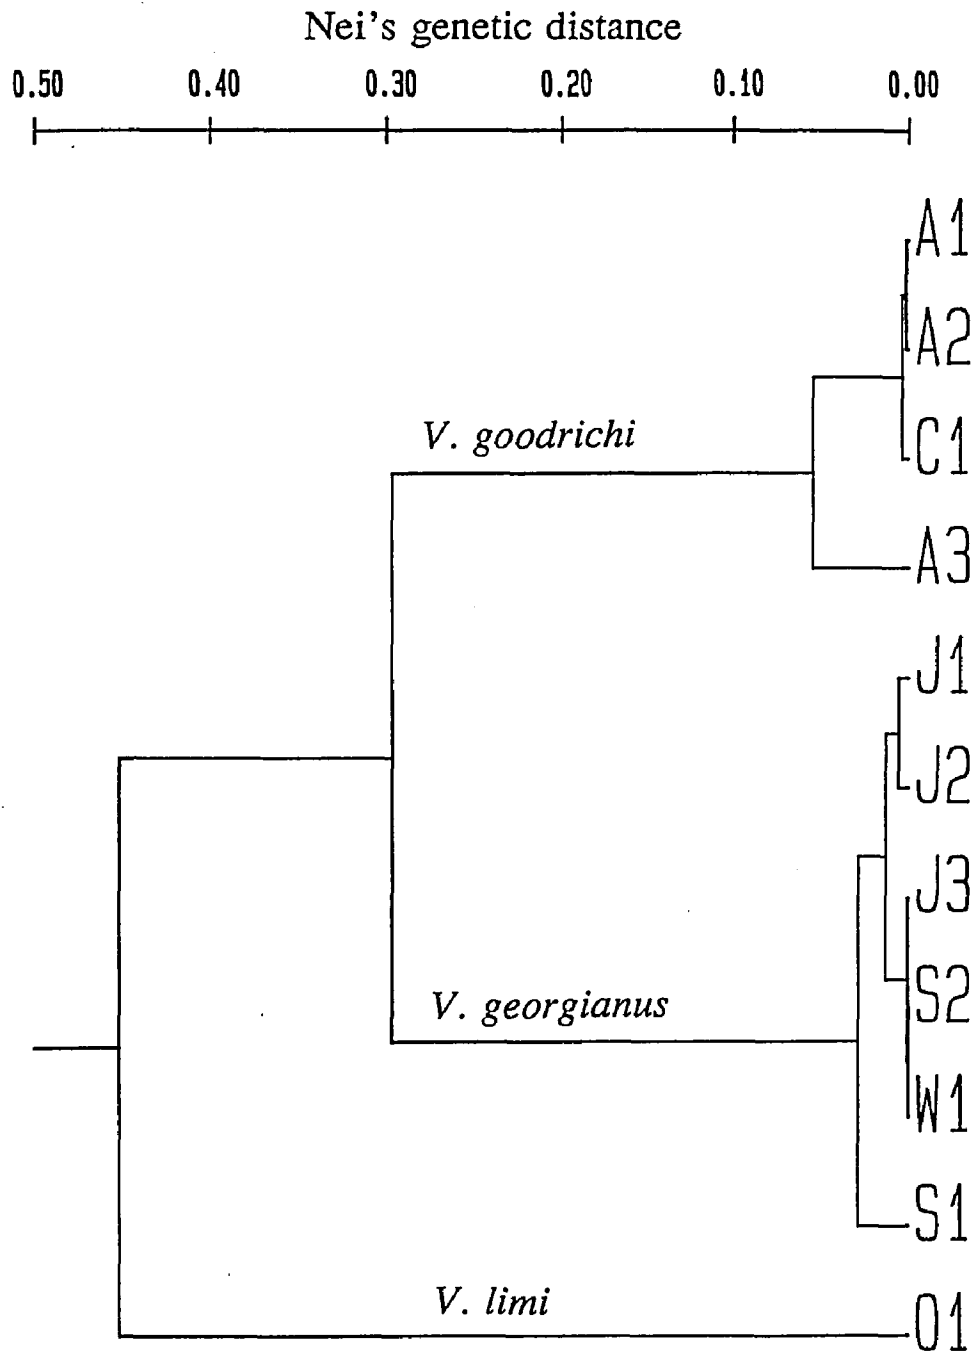 Nei's genetic distance
0.50 0.40 0.30 0.20 0.10 0.00
A1
A2
V. goodrichi
C1
A3
J1
J2
J3
S2
V. georgianus
W1
S1
V. limi
O1